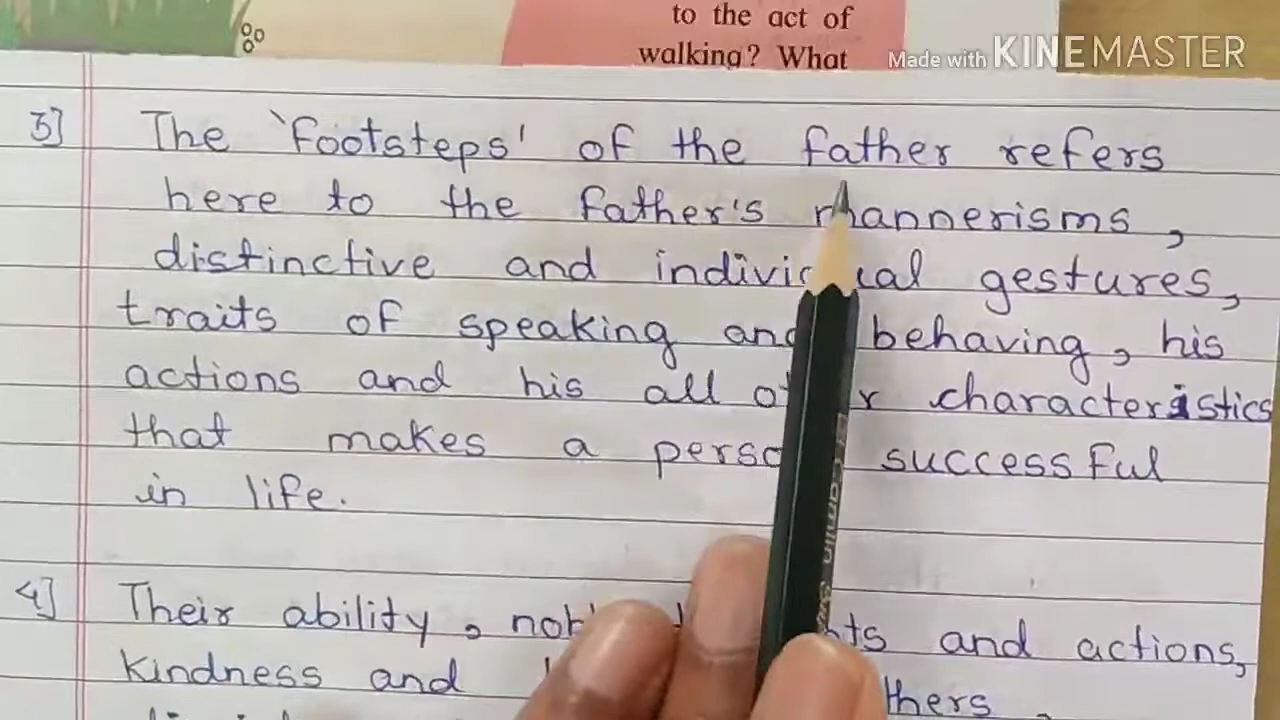 to the act of
walking? What
Made with KINEMASTER
3] The 'footsteps' of the father refers
here to the father's mannerisms,
distinctive and individual gestures,
traits of speaking and behaving, his
actions and his all other characteristics
that makes a person successful
in life.
4] Their ability, and actions,
kindness and